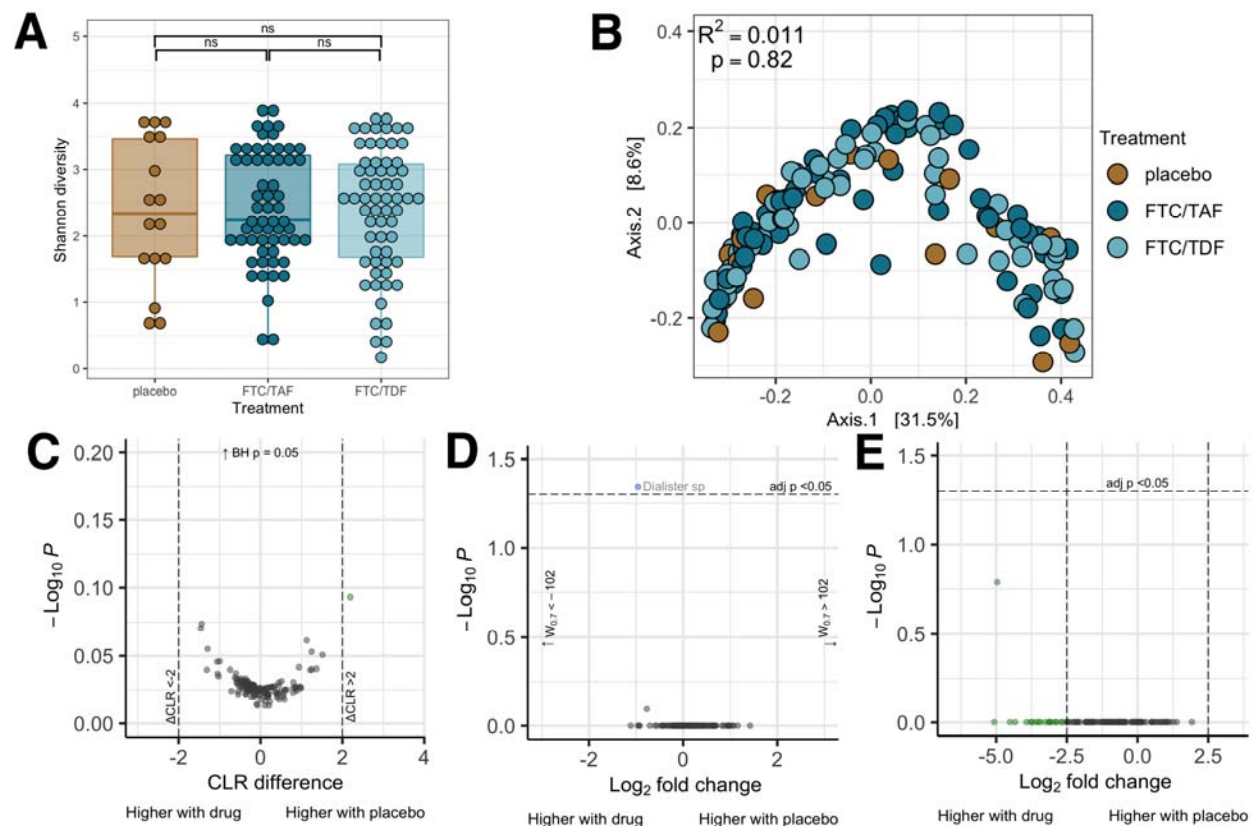 A
5
4
3
2
1
0
Shannon diversity
ns
ns
ns
placebo
FTC/TAF
FTC/TDF
Treatment
B
R² = 0.011
p = 0.82
0.4
0.2
0.0
-0.2
Axis.2 [8.6%]
-0.2
0.0
0.2
0.4
Axis.1 [31.5%]
Treatment
placebo
FTC/TAF
FTC/TDF
C
0.20
0.15
0.10
0.05
0.00
−Log₁₀ P
↑ BH p = 0.05
ΔCLR <-2
ΔCLR >2
-2
0
2
4
CLR difference
Higher with drug
Higher with placebo
D
1.5
1.0
0.5
0.0
−Log₁₀ P
Dialister sp
adj p <0.05
W₀.₇ < − 102
W₀.₇ > 102
-2
0
2
Log₂ fold change
Higher with drug
Higher with placebo
E
1.5
1.0
0.5
0.0
−Log₁₀ P
adj p <0.05
-5.0
-2.5
0.0
2.5
Log₂ fold change
Higher with drug
Higher with placebo